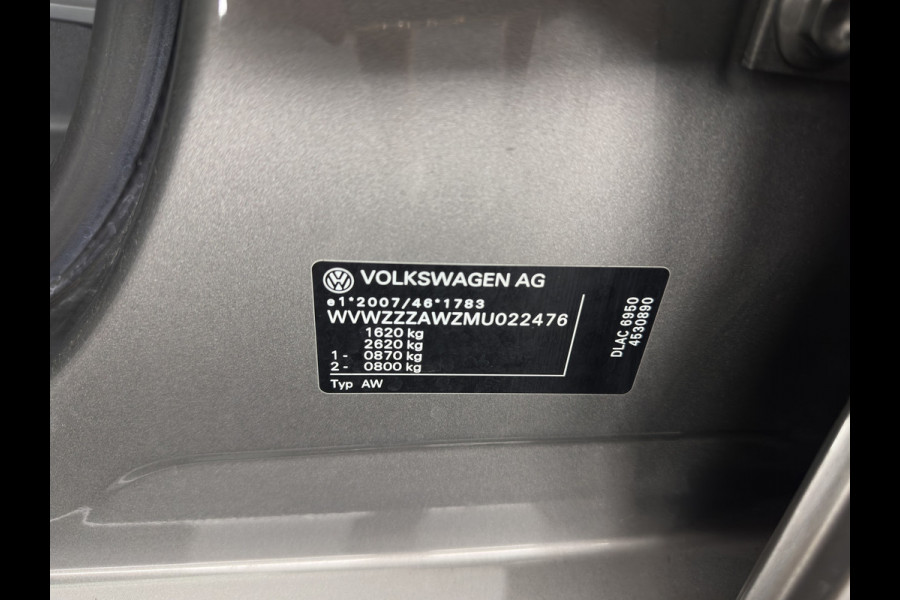 VOLKSWAGEN AG
e1*2007/46*1783
WVWZZZAWZMU022476
1620 kg
2620 kg
1- 0870 kg
2- 0800 kg
Typ AW
DLAC 6950
4530890